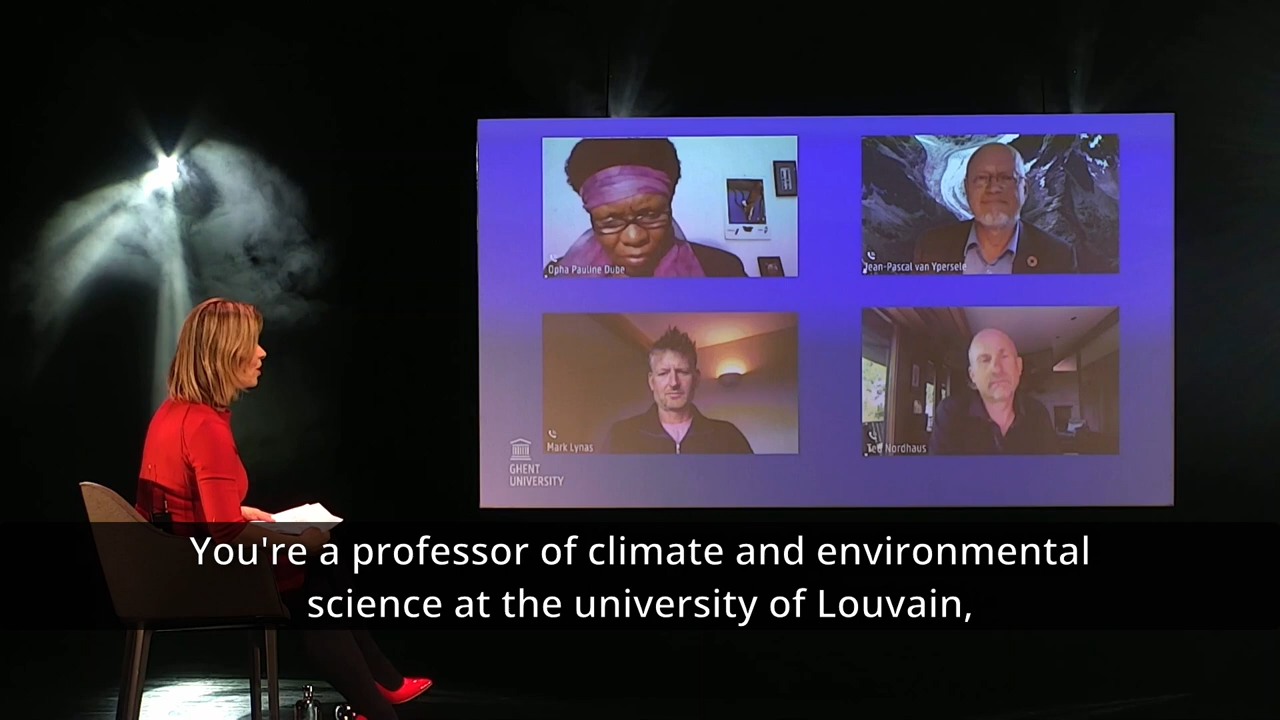 Opha Pauline Dube
Jean-Pascal van Ypersele
Mark Lynas
Ted Nordhaus
GHENT
UNIVERSITY
You're a professor of climate and environmental
science at the university of Louvain,